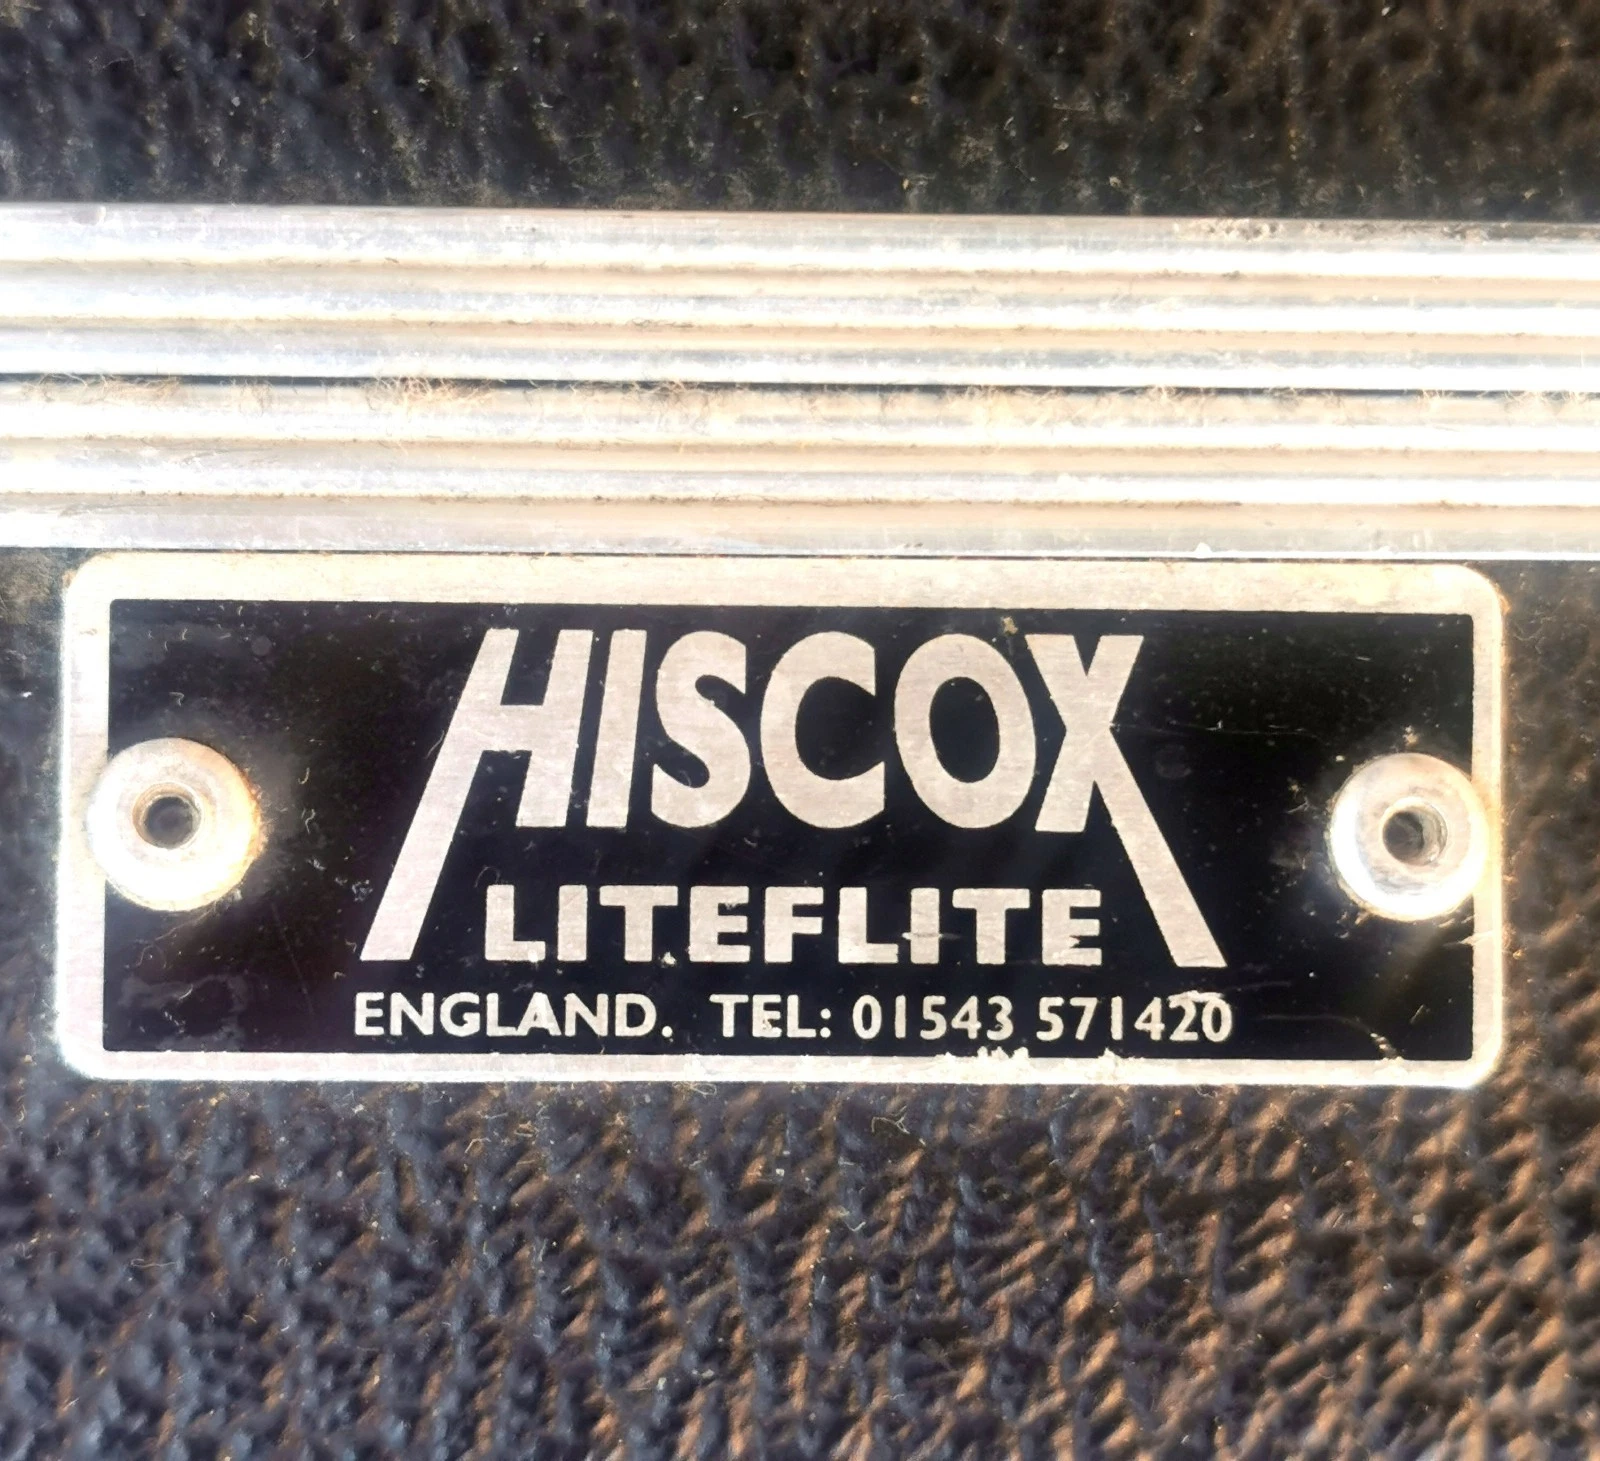 HISCOX
LITEFLITE
ENGLAND. TEL: 01543 571420